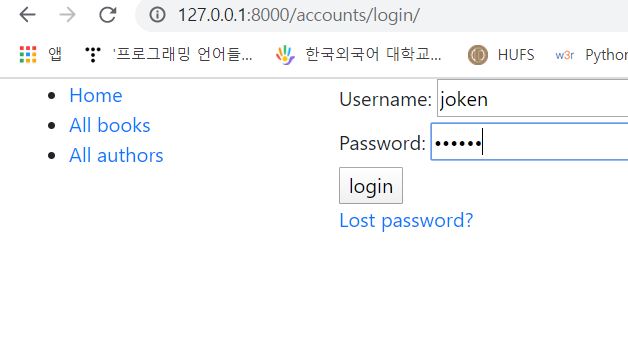 127.0.0.1:8000/accounts/login/
앱 '프로그래밍 언어들... 한국외국어 대학교... HUFS w3r Python
Home
All books
All authors
Username: joken
Password: ••••••
login
Lost password?